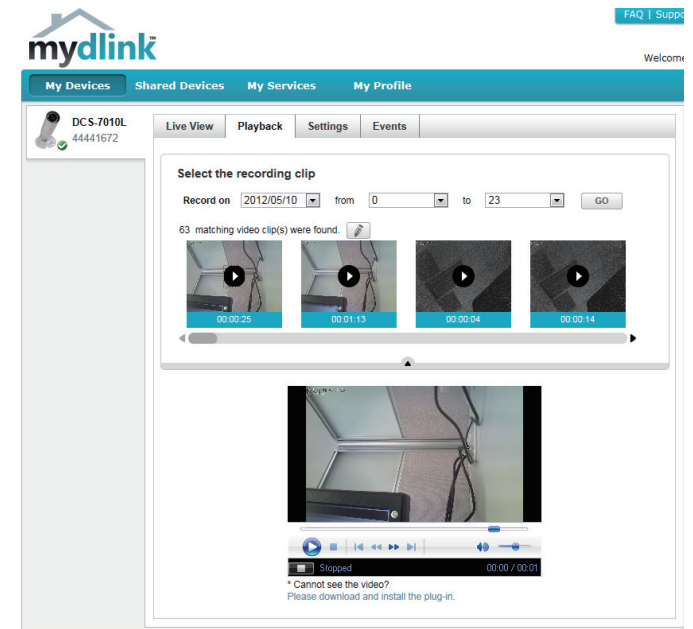 FAQ | Suppo
mydlink
Welcome
My Devices Shared Devices My Services My Profile
DCS-7010L
44441672
Live View Playback Settings Events
Select the recording clip
Record on 2012/05/10 from 0 to 23 GO
63 matching video clip(s) were found.
00:00:25 00:01:13 00:00:04 00:00:14
Stopped 00:00 / 00:01
* Cannot see the video?
Please download and install the plug-in.